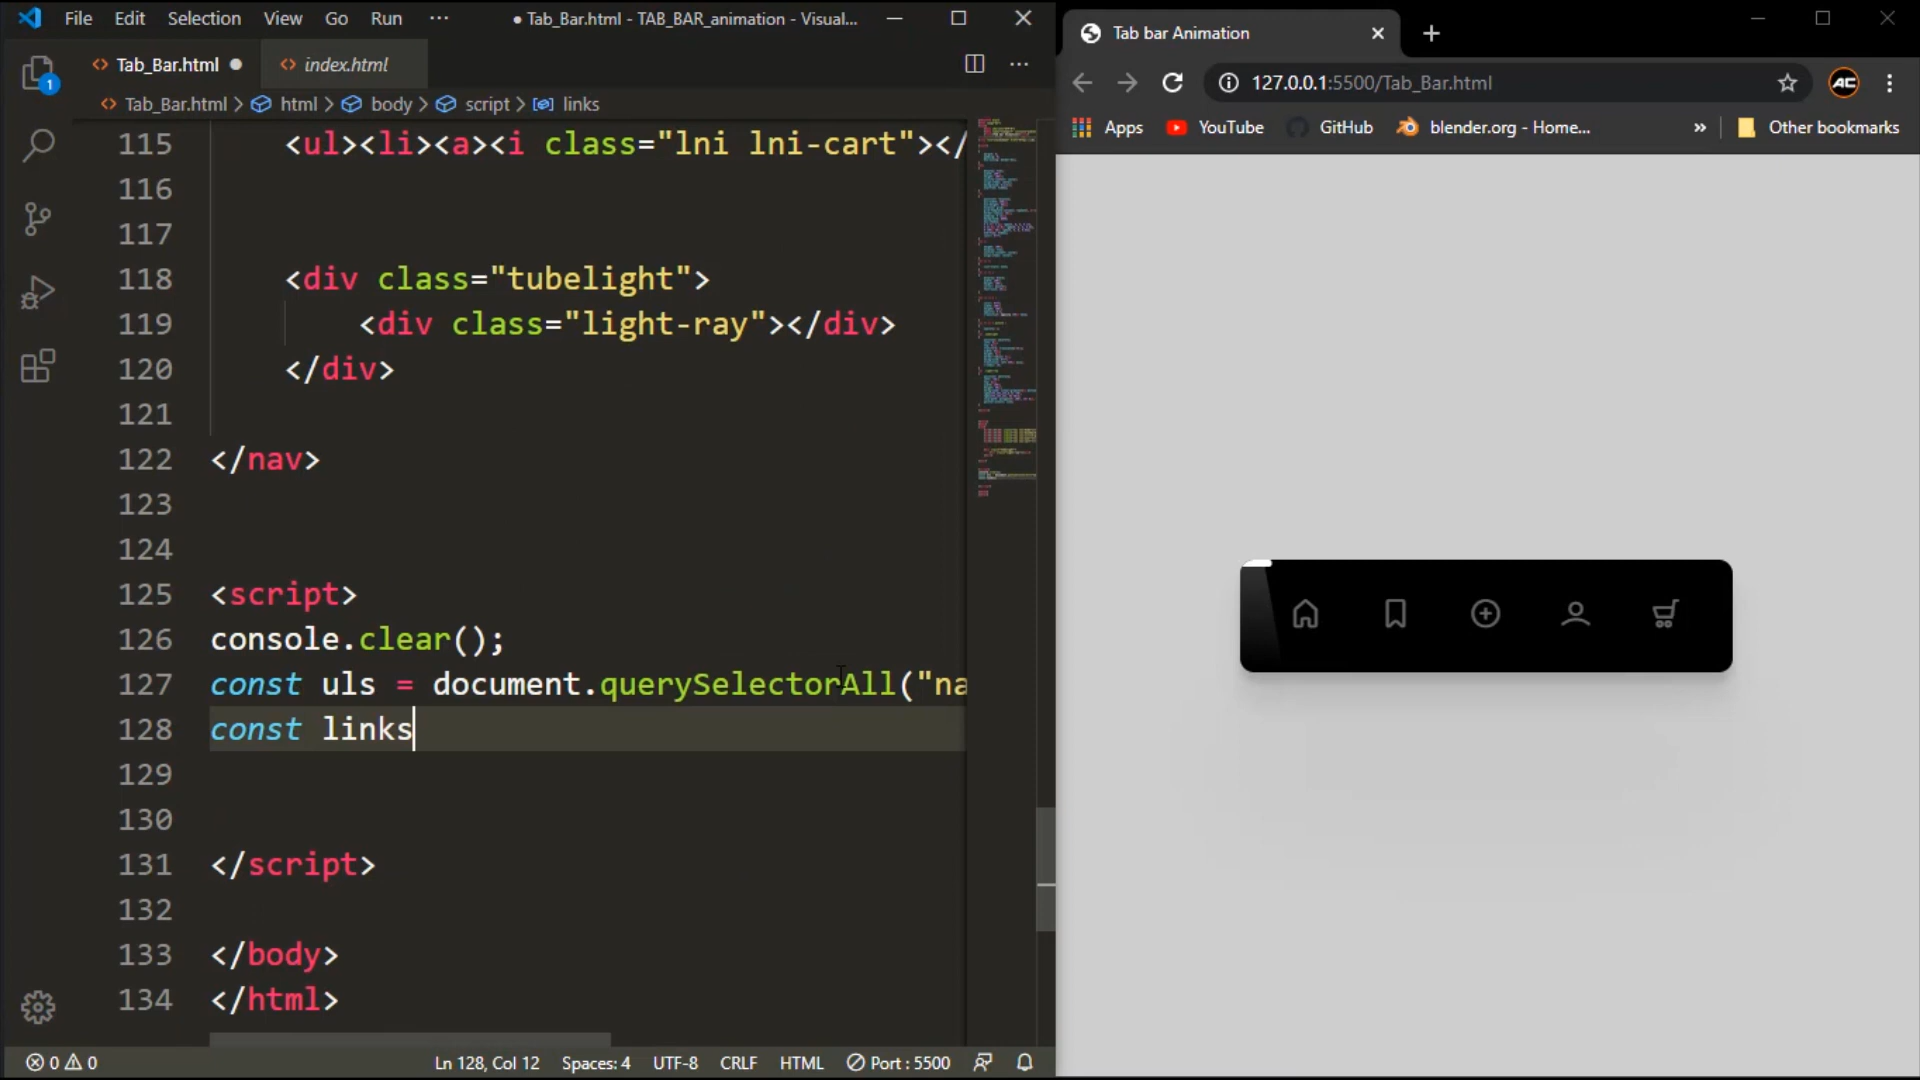 File Edit Selection View Go Run ··· ● Tab_Bar.html - TAB_BAR_animation - Visual...
Tab_Bar.html ● index.html
Tab_Bar.html > html > body > script > links
115 <ul><li><a><i class="lni lni-cart"></
116
117
118 <div class="tubelight">
119 <div class="light-ray"></div>
120 </div>
121
122 </nav>
123
124
125 <script>
126 console.clear();
127 const uls = document.querySelectorAll("na
128 const links
129
130
131 </script>
132
133 </body>
134 </html>
0 0 Ln 128, Col 12 Spaces: 4 UTF-8 CRLF HTML Port : 5500
1
Tab bar Animation
127.0.0.1:5500/Tab_Bar.html
AC
Apps YouTube GitHub blender.org - Home... » Other bookmarks